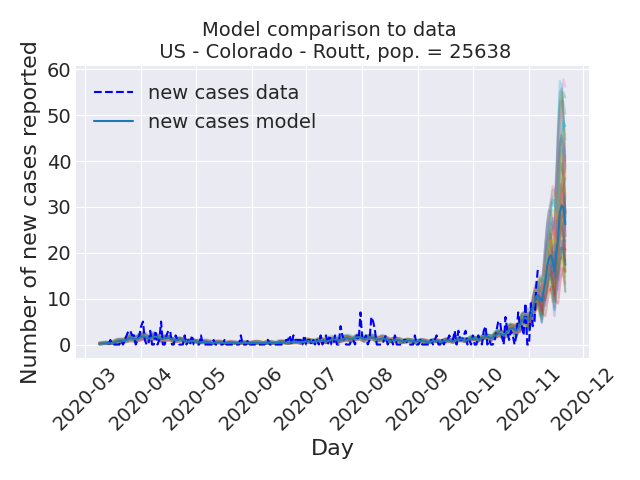 Model comparison to data
US - Colorado - Routt, pop. = 25638
Number of new cases reported
60
50
40
30
20
10
0
new cases data
new cases model
2020-03
2020-04
2020-05
2020-06
2020-07
2020-08
2020-09
2020-10
2020-11
2020-12
Day